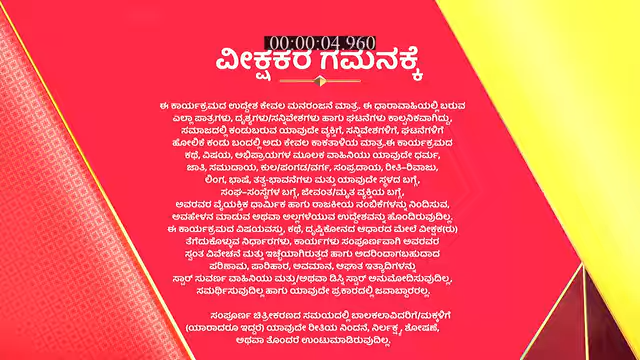 00:00:04.960
ವೀಕ್ಷಕರ ಗಮನಕ್ಕೆ
ಈ ಕಾರ್ಯಕ್ರಮದ ಉದ್ದೇಶ ಕೇವಲ ಮನರಂಜನೆ ಮಾತ್ರ. ಈ ಧಾರಾವಾಹಿಯಲ್ಲಿ ಬರುವ
ಎಲ್ಲಾ ಪಾತ್ರಗಳು, ದೃಶ್ಯಗಳು/ಸನ್ನಿವೇಶಗಳು ಹಾಗು ಘಟನೆಗಳು ಕಾಲ್ಪನಿಕವಾಗಿದ್ದು,
ಸಮಾಜದಲ್ಲಿ ಕಂಡುಬರುವ ಯಾವುದೇ ವ್ಯಕ್ತಿಗೆ, ಸನ್ನಿವೇಶಗಳಿಗೆ, ಘಟನೆಗಳಿಗೆ
ಹೋಲಿಕೆ ಕಂಡು ಬಂದಲ್ಲಿ ಅದು ಕೇವಲ ಕಾಕತಾಳಿಯ ಮಾತ್ರ.ಈ ಕಾರ್ಯಕ್ರಮದ
ಕಥೆ, ವಿಷಯ, ಅಭಿಪ್ರಾಯಗಳ ಮೂಲಕ ವಾಹಿನಿಯು ಯಾವುದೇ ಧರ್ಮ,
ಜಾತಿ, ಸಮುದಾಯ, ಕುಲ/ಪಂಗಡ/ವರ್ಗ, ಸಂಪ್ರದಾಯ, ರೀತಿ-ರಿವಾಜು,
ಲಿಂಗ, ಭಾಷೆ, ತತ್ವ-ಭಾವನೆಗಳು ಮತ್ತು ಯಾವುದೇ ಸ್ಥಳದ ಬಗ್ಗೆ,
ಸಂಘ-ಸಂಸ್ಥೆಗಳ ಬಗ್ಗೆ, ಜೀವಂತ/ಮೃತ ವ್ಯಕ್ತಿಯ ಬಗ್ಗೆ,
ಅವರವರ ವೈಯಕ್ತಿಕ ಧಾರ್ಮಿಕ ಹಾಗು ರಾಜಕೀಯ ನಂಬಿಕೆಗಳನ್ನು ನಿಂದಿಸುವ,
ಅವಹೇಳನ ಮಾಡುವ ಅಥವಾ ಅಲ್ಲಗಳೆಯುವ ಉದ್ದೇಶವನ್ನು ಹೊಂದಿರುವುದಿಲ್ಲ.
ಈ ಕಾರ್ಯಕ್ರಮದ ವಿಷಯವಸ್ತು, ಕಥೆ, ದೃಷ್ಟಿಕೋನದ ಆಧಾರದ ಮೇಲೆ ವೀಕ್ಷಕ(ರು)
ತೆಗೆದುಕೊಳ್ಳುವ ನಿರ್ಧಾರಗಳು, ಕಾರ್ಯಗಳು ಸಂಪೂರ್ಣವಾಗಿ ಅವರವರ
ಸ್ವಂತ ವಿವೇಚನೆ ಮತ್ತು ಇಚ್ಛೆಯಾಗಿರುತ್ತದೆ ಹಾಗು ಅದರಿಂದಾಗಬಹುದಾದ
ಪರಿಣಾಮ, ಪಾರಿಹಾರ, ಅವಮಾನ, ಆಘಾತ ಇತ್ಯಾದಿಗಳನ್ನು
ಸ್ಟಾರ್ ಸುವರ್ಣ ವಾಹಿನಿಯು ಮತ್ತು/ಅಥವಾ ಡಿಸ್ನಿ ಸ್ಟಾರ್ ಅನುಮೋದಿಸುವುದಿಲ್ಲ,
ಸಮರ್ಥಿಸುವುದಿಲ್ಲ ಹಾಗು ಯಾವುದೇ ಪ್ರಕಾರದಲ್ಲಿ ಜವಾಬ್ದಾರರಲ್ಲ.
ಸಂಪೂರ್ಣ ಚಿತ್ರೀಕರಣದ ಸಮಯದಲ್ಲಿ ಬಾಲಕಲಾವಿದರಿಗೆ/ಮಕ್ಕಳಿಗೆ
(ಯಾರಾದರೂ ಇದ್ದರೆ) ಯಾವುದೇ ರೀತಿಯ ನಿಂದನೆ, ನಿರ್ಲಕ್ಷ್ಯ, ಶೋಷಣೆ,
ಅಥವಾ ತೊಂದರೆ ಉಂಟುಮಾಡಿರುವುದಿಲ್ಲ.